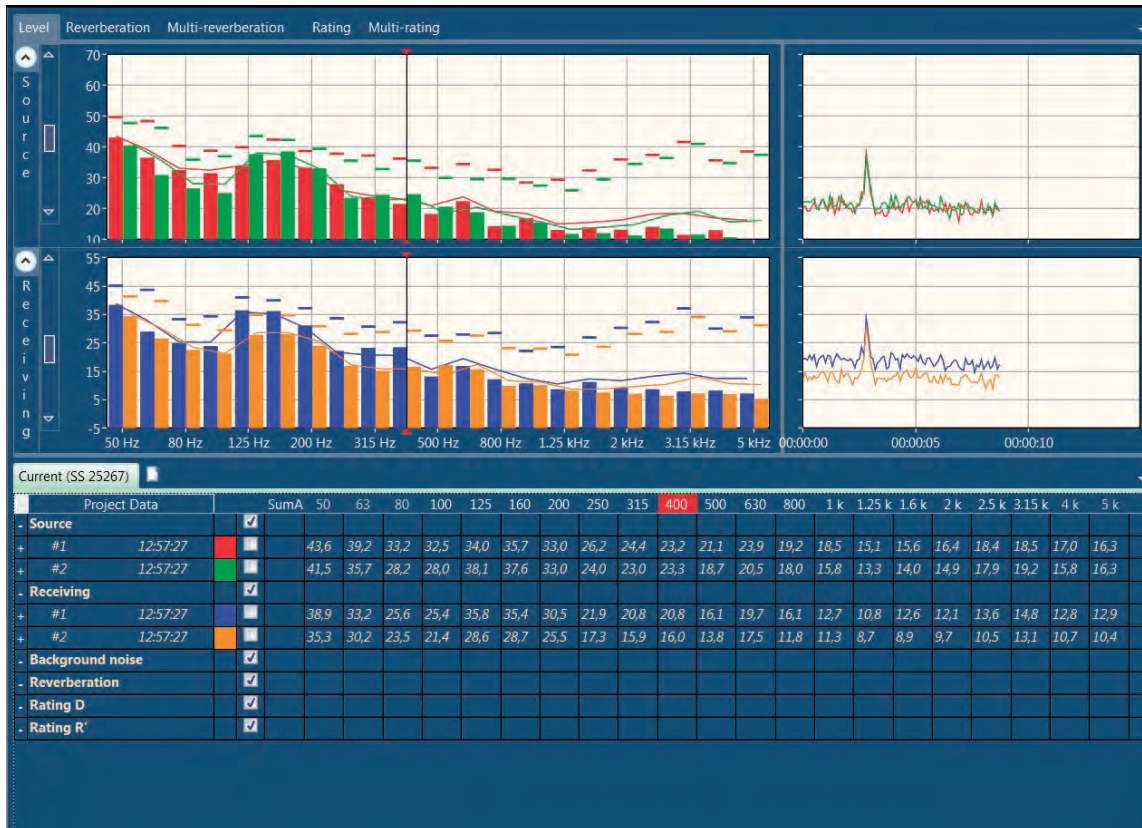 Level Reverberation Multi-reverberation Rating Multi-rating
Source
70
60
50
40
30
20
10
Receiving
55
45
35
25
15
5
-5
50 Hz 80 Hz 125 Hz 200 Hz 315 Hz 500 Hz 800 Hz 1.25 kHz 2 kHz 3.15 kHz 5 kHz 00:00:00 00:00:05 00:00:10
Current (SS 25267)
Project Data SumA 50 63 80 100 125 160 200 250 315 400 500 630 800 1 k 1.25 k 1.6 k 2 k 2.5 k 3.15 k 4 k 5 k
- Source
+ #1 12:57:27 43,6 39,2 33,2 32,5 34,0 35,7 33,0 26,2 24,4 23,2 21,1 23,9 19,2 18,5 15,1 15,6 16,4 18,4 18,5 17,0 16,3
+ #2 12:57:27 41,5 35,7 28,2 28,0 38,1 37,6 33,0 24,0 23,0 23,3 18,7 20,5 18,0 15,8 13,3 14,0 14,9 17,9 19,2 15,8 16,3
- Receiving
+ #1 12:57:27 38,9 33,2 25,6 25,4 35,8 35,4 30,5 21,9 20,8 20,8 16,1 19,7 16,1 12,7 10,8 12,6 12,1 13,6 14,8 12,8 12,9
+ #2 12:57:27 35,3 30,2 23,5 21,4 28,6 28,7 25,5 17,3 15,9 16,0 13,8 17,5 11,8 11,3 8,7 8,9 9,7 10,5 13,1 10,7 10,4
- Background noise
- Reverberation
- Rating D
- Rating R'